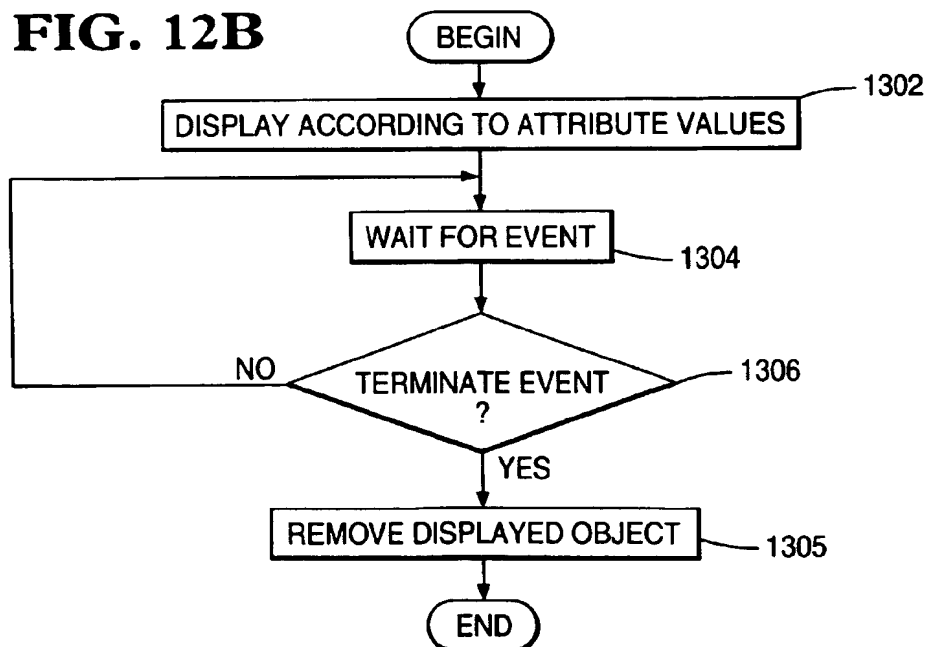 FIG. 12B
BEGIN
1302
DISPLAY ACCORDING TO ATTRIBUTE VALUES
WAIT FOR EVENT
1304
NO
TERMINATE EVENT
?
1306
YES
REMOVE DISPLAYED OBJECT
1305
END